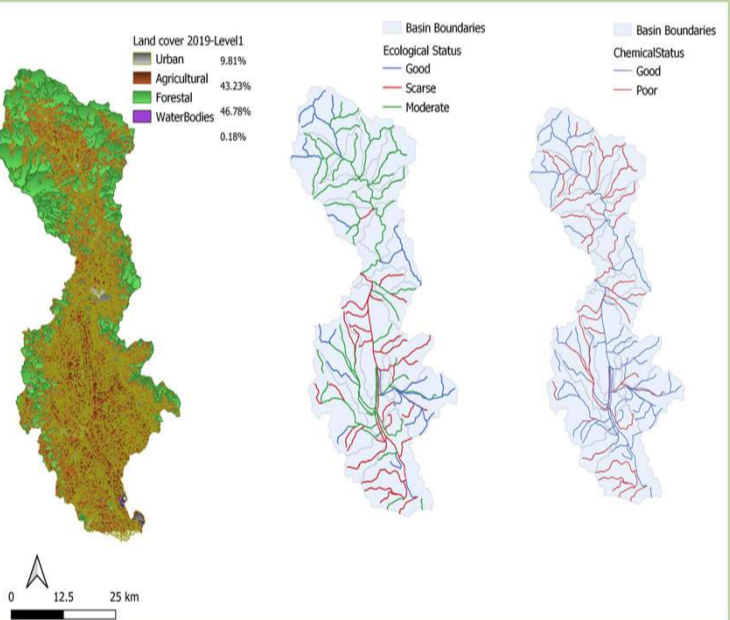 Land cover 2019-Level1
Urban 9.81%
Agricultural 43.23%
Forestal 46.78%
WaterBodies 0.18%
Basin Boundaries
Ecological Status
Good
Scarse
Moderate
Basin Boundaries
ChemicalStatus
Good
Poor
0 12.5 25 km